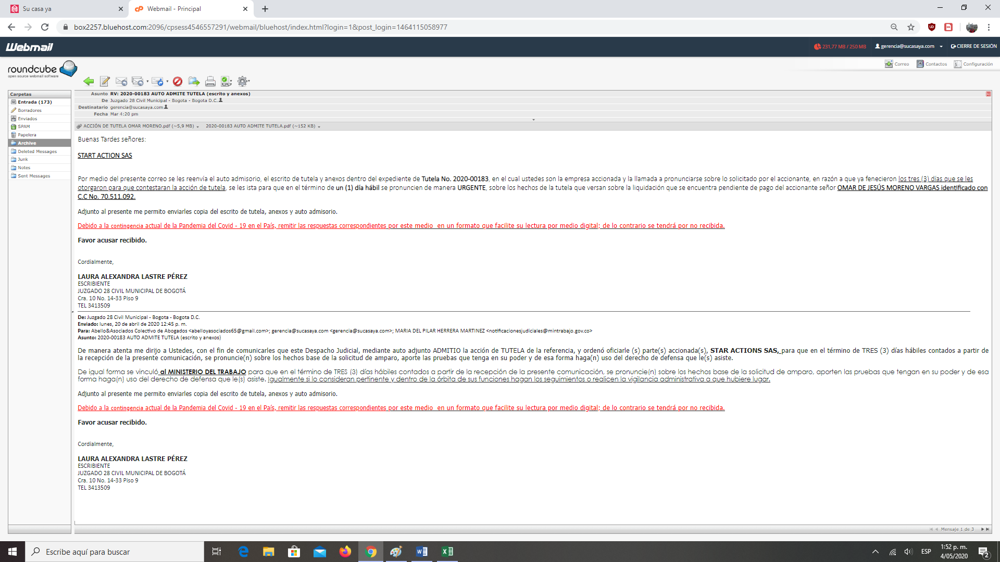 Su casa ya
Webmail - Principal
box2257.bluehost.com:2096/cpsess4546557291/webmail/bluehost/index.html?login=1&post_login=1464115058977
Webmail
231,77 MB / 250 MB
gerencia@sucasaya.com
CIERRE DE SESIÓN
roundcube
open source webmail software
Correo
Contactos
Configuración
Carpetas
Entrada (173)
Borradores
Enviados
SPAM
Papelera
Archive
Deleted Messages
Junk
Notes
Sent Messages
Asunto RV: 2020-00183 AUTO ADMITE TUTELA (escrito y anexos)
De Juzgado 28 Civil Municipal - Bogota - Bogota D.C.
Destinatario gerencia@sucasaya.com
Fecha Mar 4:20 pm
ACCIÓN DE TUTELA OMAR MORENO.pdf (~5,9 MB) 2020-00183 AUTO ADMITE TUTELA.pdf (~152 KB)
Buenas Tardes señores:
START ACTION SAS
Por medio del presente correo se les reenvía el auto admisorio, el escrito de tutela y anexos dentro del expediente de Tutela No. 2020-00183, en el cual ustedes son la empresa accionada y la llamada a pronunciarse sobre lo solicitado por el accionante, en razón a que ya fenecieron los tres (3) días que se les
otorgaron para que contestaran la acción de tutela, se les ista para que en el término de un (1) día hábil se pronuncien de manera URGENTE, sobre los hechos de la tutela que versan sobre la liquidación que se encuentra pendiente de pago del accionante señor OMAR DE JESÚS MORENO VARGAS identificado con
C.C No. 70.511.092.
Adjunto al presente me permito enviarles copia del escrito de tutela, anexos y auto admisorio.
Debido a la contingencia actual de la Pandemia del Covid - 19 en el País, remitir las respuestas correspondientes por este medio en un formato que facilite su lectura por medio digital; de lo contrario se tendrá por no recibida.
Favor acusar recibido.
Cordialmente,
LAURA ALEXANDRA LASTRE PÉREZ
ESCRIBIENTE
JUZGADO 28 CIVIL MUNICIPAL DE BOGOTÁ
Cra. 10 No. 14-33 Piso 9
TEL 3413509
De: Juzgado 28 Civil Municipal - Bogota - Bogota D.C.
Enviado: lunes, 20 de abril de 2020 12:45 p. m.
Para: Abello&Asociados Colectivo de Abogados <abelloyasociados65@gmail.com>; gerencia@sucasaya.com <gerencia@sucasaya.com>; MARIA DEL PILAR HERRERA MARTINEZ <notificacionesjudiciales@mintrabajo.gov.co>
Asunto: 2020-00183 AUTO ADMITE TUTELA (escrito y anexos)
De manera atenta me dirijo a Ustedes, con el fin de comunicarles que este Despacho Judicial, mediante auto adjunto ADMITIO la acción de TUTELA de la referencia, y ordenó oficiarle (s) parte(s) accionada(s), STAR ACTIONS SAS, para que en el término de TRES (3) días hábiles contados a partir de
la recepción de la presente comunicación, se pronuncie(n) sobre los hechos base de la solicitud de amparo, aporte las pruebas que tenga en su poder y de esa forma haga(n) uso del derecho de defensa que le(s) asiste.
De igual forma se vinculó al MINISTERIO DEL TRABAJO para que en el término de TRES (3) días hábiles contados a partir de la recepción de la presente comunicación, se pronuncie(n) sobre los hechos base de la solicitud de amparo, aporten las pruebas que tengan en su poder y de esa
forma haga(n) uso del derecho de defensa que le(s) asiste. Igualmente si lo consideran pertinente y dentro de la órbita de sus funciones hagan los seguimientos o realicen la vigilancia administrativa a que hubiere lugar.
Adjunto al presente me permito enviarles copia del escrito de tutela, anexos y auto admisorio.
Debido a la contingencia actual de la Pandemia del Covid - 19 en el País, remitir las respuestas correspondientes por este medio en un formato que facilite su lectura por medio digital; de lo contrario se tendrá por no recibida.
Favor acusar recibido.
Cordialmente,
LAURA ALEXANDRA LASTRE PÉREZ
ESCRIBIENTE
JUZGADO 28 CIVIL MUNICIPAL DE BOGOTÁ
Cra. 10 No. 14-33 Piso 9
TEL 3413509
Mensaje 1 de 3
Escribe aquí para buscar
ESP
1:52 p. m.
4/05/2020
2